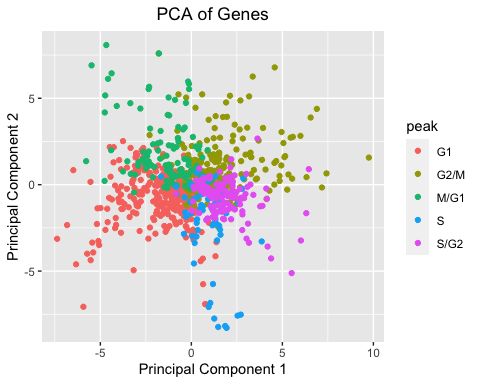 PCA of Genes
Principal Component 2
5
0
-5
-5
0
5
10
Principal Component 1
peak
G1
G2/M
M/G1
S
S/G2